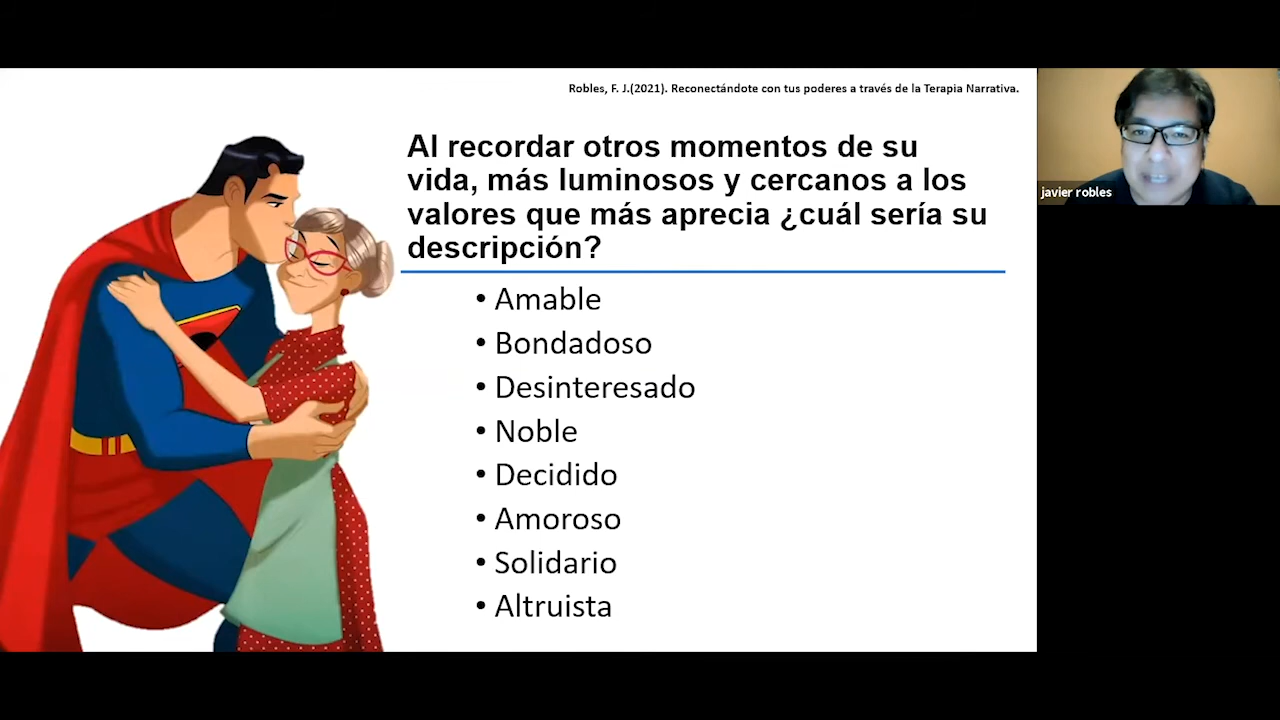 Robles, F. J.(2021). Reconectándote con tus poderes a través de la Terapia Narrativa.
Al recordar otros momentos de su
vida, más luminosos y cercanos a los
valores que más aprecia ¿cuál sería su
descripción?
• Amable
• Bondadoso
• Desinteresado
• Noble
• Decidido
• Amoroso
• Solidario
• Altruista
javier robles